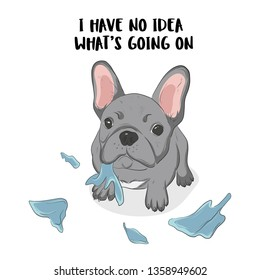 I HAVE NO IDEA
WHAT'S GOING ON
shutterstock.com · 1358949602